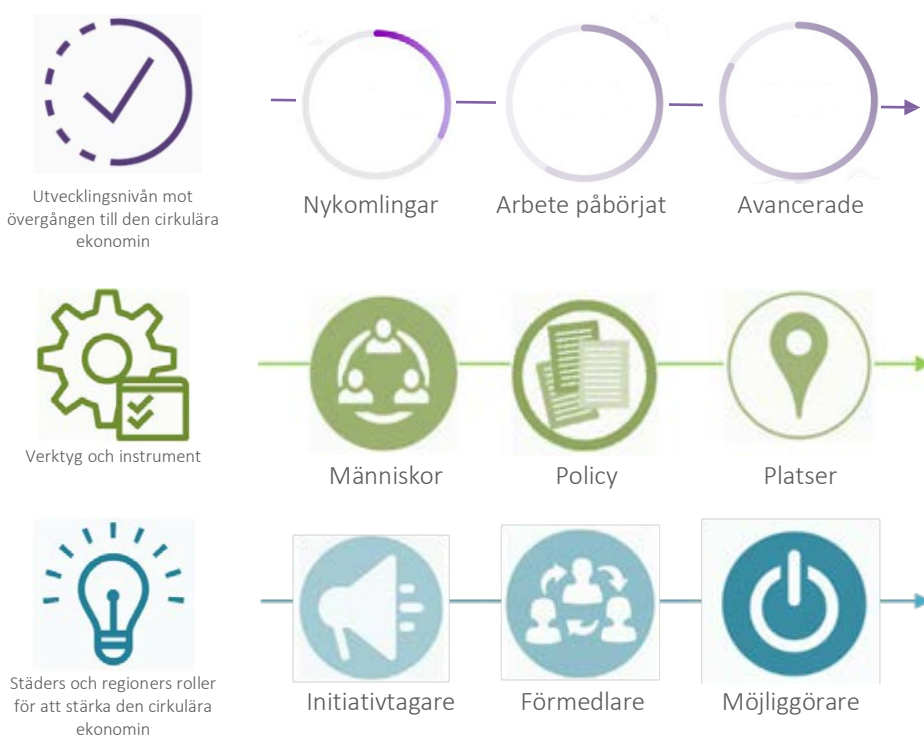 Utvecklingsnivån mot
övergången till den cirkulära
ekonomin
Nykomlingar
Arbete påbörjat
Avancerade
Verktyg och instrument
Människor
Policy
Platser
Städers och regioners roller
för att stärka den cirkulära
ekonomin
Initiativtagare
Förmedlare
Möjliggörare